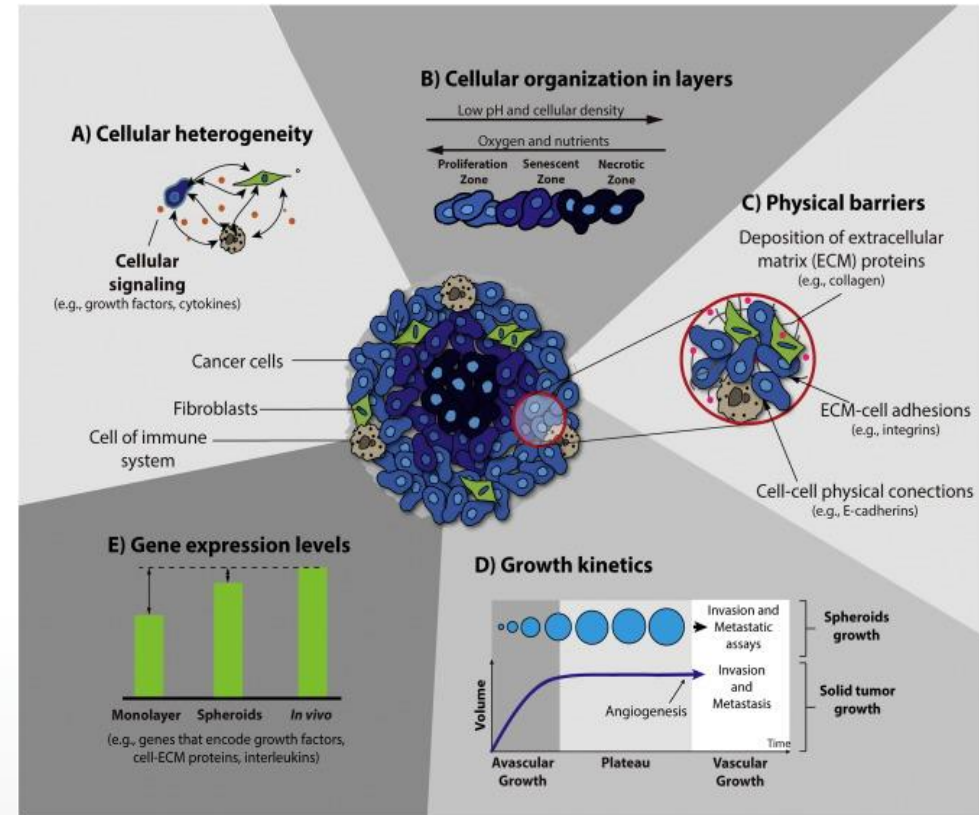 A) Cellular heterogeneity
Cellular
signaling
(e.g., growth factors, cytokines)
B) Cellular organization in layers
Low pH and cellular density
Oxygen and nutrients
Proliferation
Zone
Senescent
Zone
Necrotic
Zone
C) Physical barriers
Deposition of extracellular
matrix (ECM) proteins
(e.g., collagen)
ECM-cell adhesions
(e.g., integrins)
Cell-cell physical conections
(e.g., E-cadherins)
Cancer cells
Fibroblasts
Cell of immune
system
E) Gene expression levels
Monolayer
Spheroids
In vivo
(e.g., genes that encode growth factors,
cell-ECM proteins, interleukins)
D) Growth kinetics
Invasion and
Metastatic
assays
Spheroids
growth
Volume
Angiogenesis
Invasion
and
Metastasis
Solid tumor
growth
Time
Avascular
Growth
Plateau
Vascular
Growth